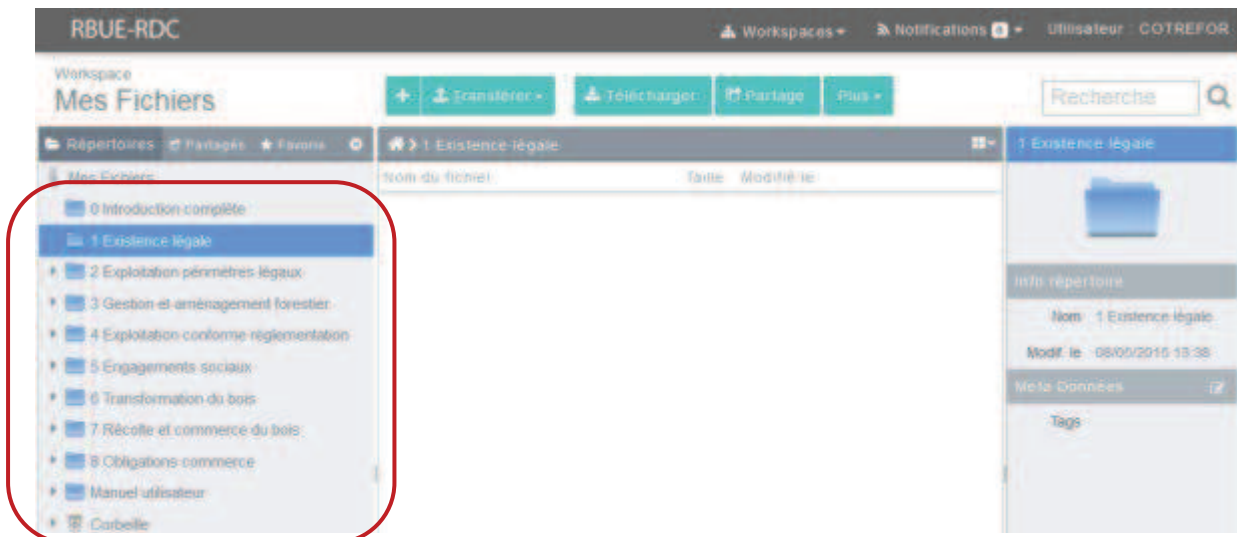 RBUE-RDC
Workspaces
Notifications 0
Utilisateur : COTREFOR
Workspace
Mes Fichiers
+
Transférer
Télécharger
Partage
Plus
Recherche
Répertoires
Partagés
Favoris
1 Existence légale
1 Existence légale
Mes Fichiers
Nom du fichier
Taille
Modifié le
0 Introduction complète
1 Existence légale
2 Exploitation périmètres légaux
3 Gestion et aménagement forestier
4 Exploitation conforme réglementation
5 Engagements sociaux
6 Transformation du bois
7 Récolte et commerce du bois
8 Obligations commerce
Manuel utilisateur
Corbeille
Info répertoire
Nom 1 Existence légale
Modif. le 08/05/2015 13:38
Meta Données
Tags